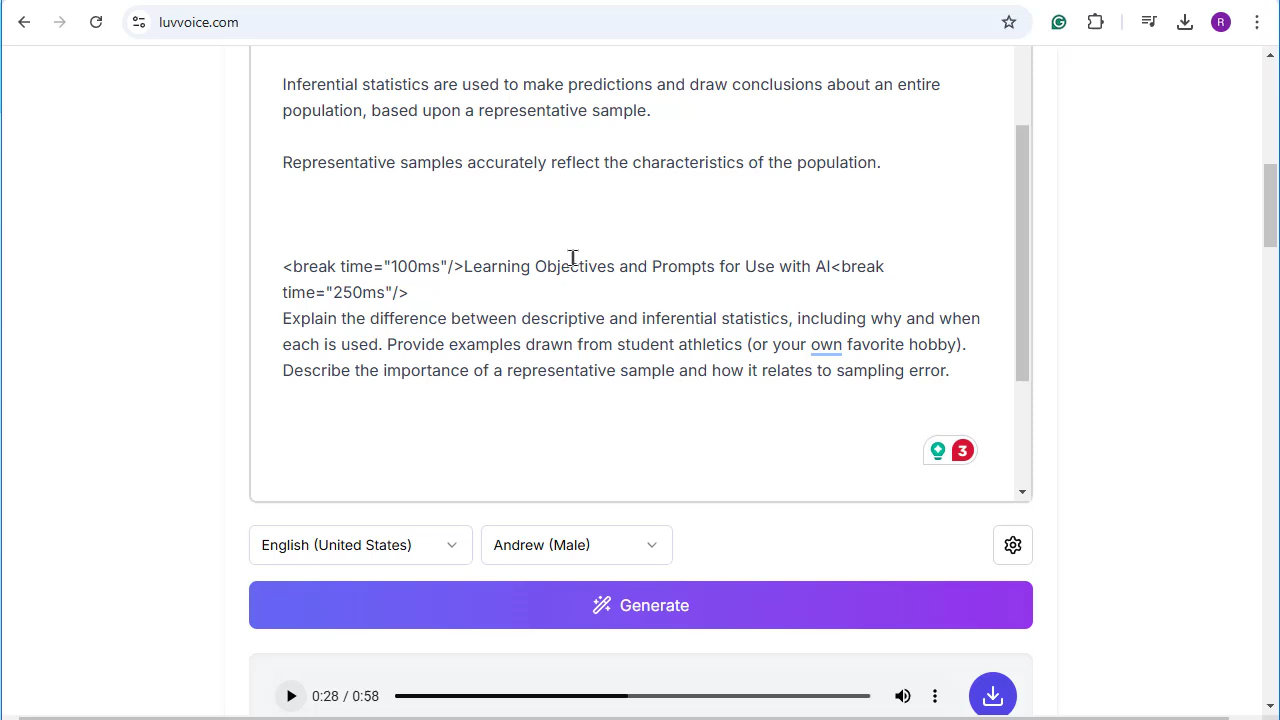 luvvoice.com
R
Inferential statistics are used to make predictions and draw conclusions about an entire
population, based upon a representative sample.
Representative samples accurately reflect the characteristics of the population.
<break time="100ms"/>Learning Objectives and Prompts for Use with AI<break
time="250ms"/>
Explain the difference between descriptive and inferential statistics, including why and when
each is used. Provide examples drawn from student athletics (or your own favorite hobby).
Describe the importance of a representative sample and how it relates to sampling error.
3
English (United States)
Andrew (Male)
Generate
0:28 / 0:58